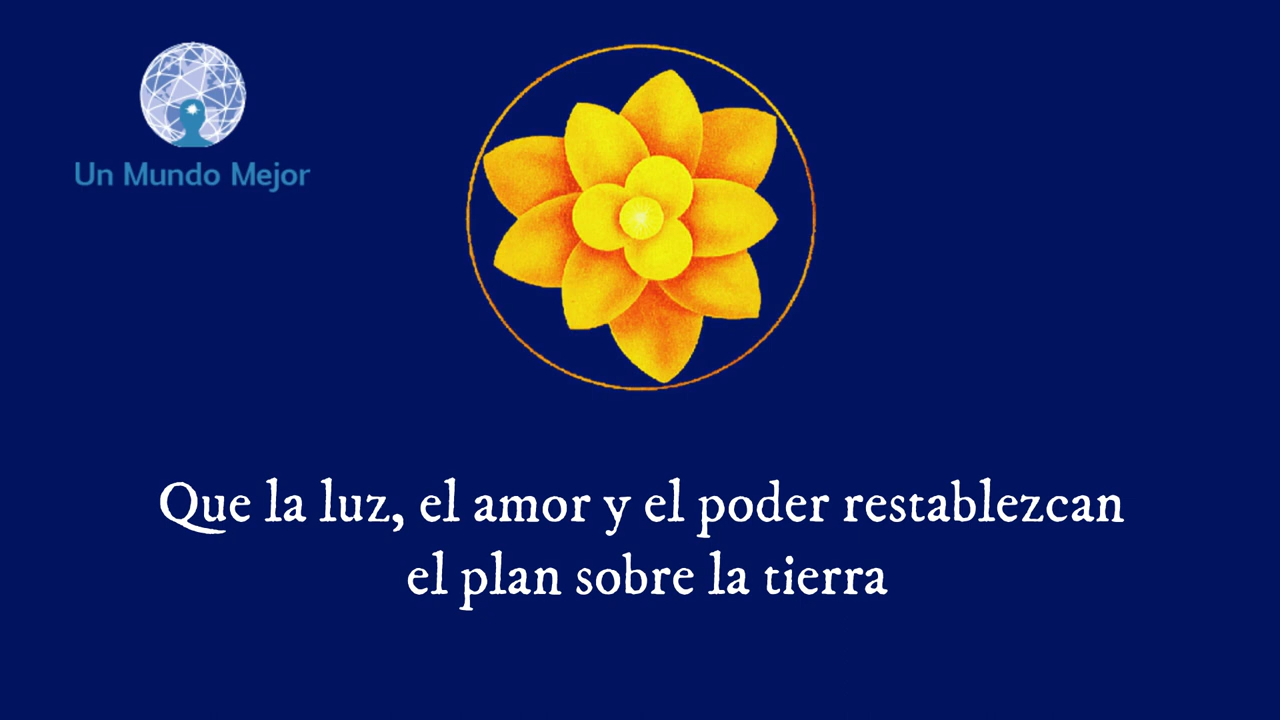 Un Mundo Mejor
Que la luz, el amor y el poder restablezcan
el plan sobre la tierra